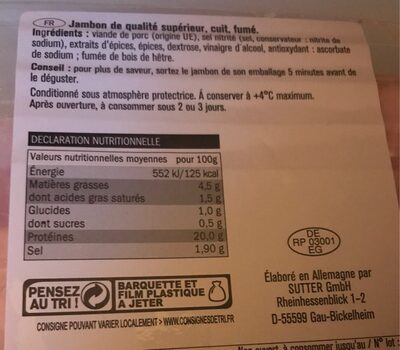 FR Jambon de qualité supérieur, cuit, fumé.
Ingrédients : viande de porc (origine UE), sel nitrité (sel, conservateur : nitrite de
sodium), extraits d'épices, épices, dextrose, vinaigre d'alcool, antioxydant : ascorbate
de sodium ; fumée de bois de hêtre.
Conseil : pour plus de saveur, sortez le jambon de son emballage 5 minutes avant de
le déguster.
Conditionné sous atmosphère protectrice. À conserver à +4°C maximum.
Après ouverture, à consommer sous 2 ou 3 jours.
DECLARATION NUTRITIONNELLE
Valeurs nutritionnelles moyennes pour 100g
Énergie 552 kJ/125 kcal
Matières grasses 4,5 g
dont acides gras saturés 1,5 g
Glucides 1,0 g
dont sucres 0,5 g
Protéines 20,0 g
Sel 1,90 g
DE
RP 03001
EG
PENSEZ
AU TRI !
BARQUETTE ET
FILM PLASTIQUE
A JETER
CONSIGNE POUVANT VARIER LOCALEMENT > WWW.CONSIGNESDETRI.FR
Élaboré en Allemagne par
SUTTER GmbH
Rheinhessenblick 1-2
D-55599 Gau-Bickelheim
à consommer jusqu'au / N° lot :